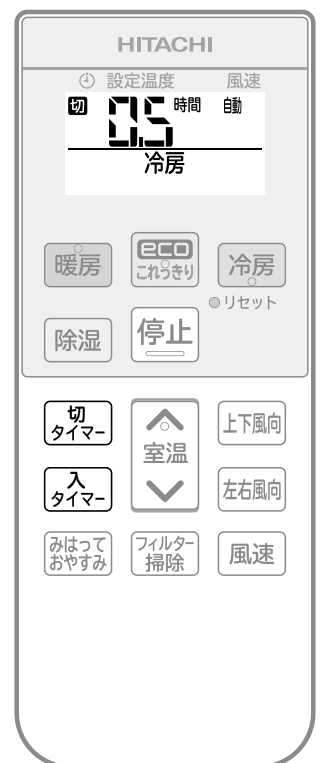 HITACHI
設定温度 風速
切 0.5 時間 自動
冷房
暖房 eco これっきり 冷房
リセット
除湿 停止
切タイマー 室温 上下風向
入タイマー 左右風向
みはっておやすみ フィルター掃除 風速